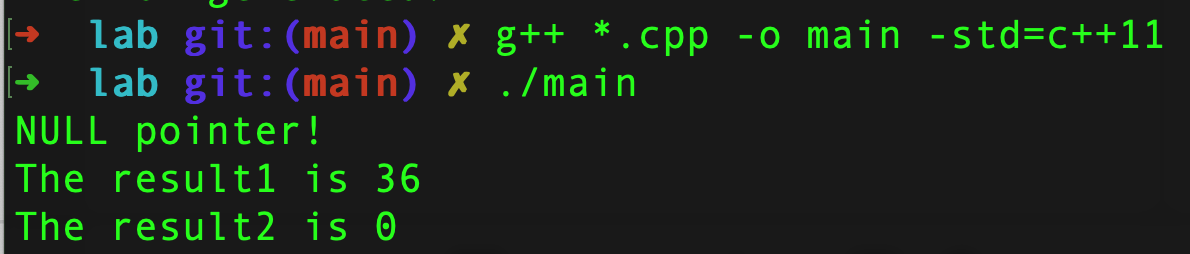 ➜  lab git:(main) ✗ g++ *.cpp -o main -std=c++11
➜  lab git:(main) ✗ ./main
NULL pointer!
The result1 is 36
The result2 is 0